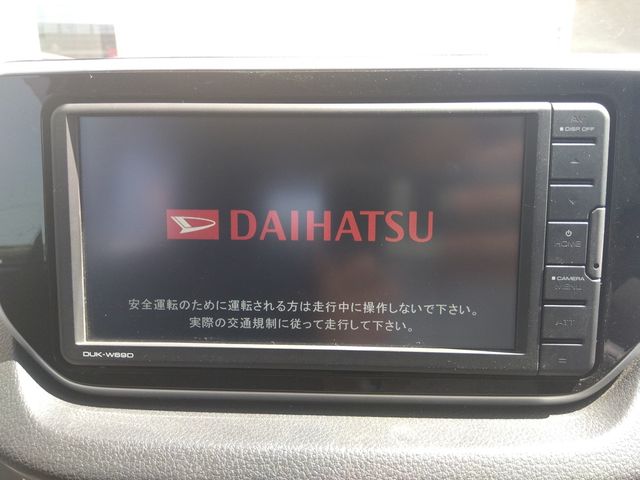 AV
DISP OFF
DAIHATSU
HOME
CAMERA
MENU
安全運転のために運転される方は走行中に操作しないで下さい。
実際の交通規制に従って走行して下さい。
ATT
DUK-W69D